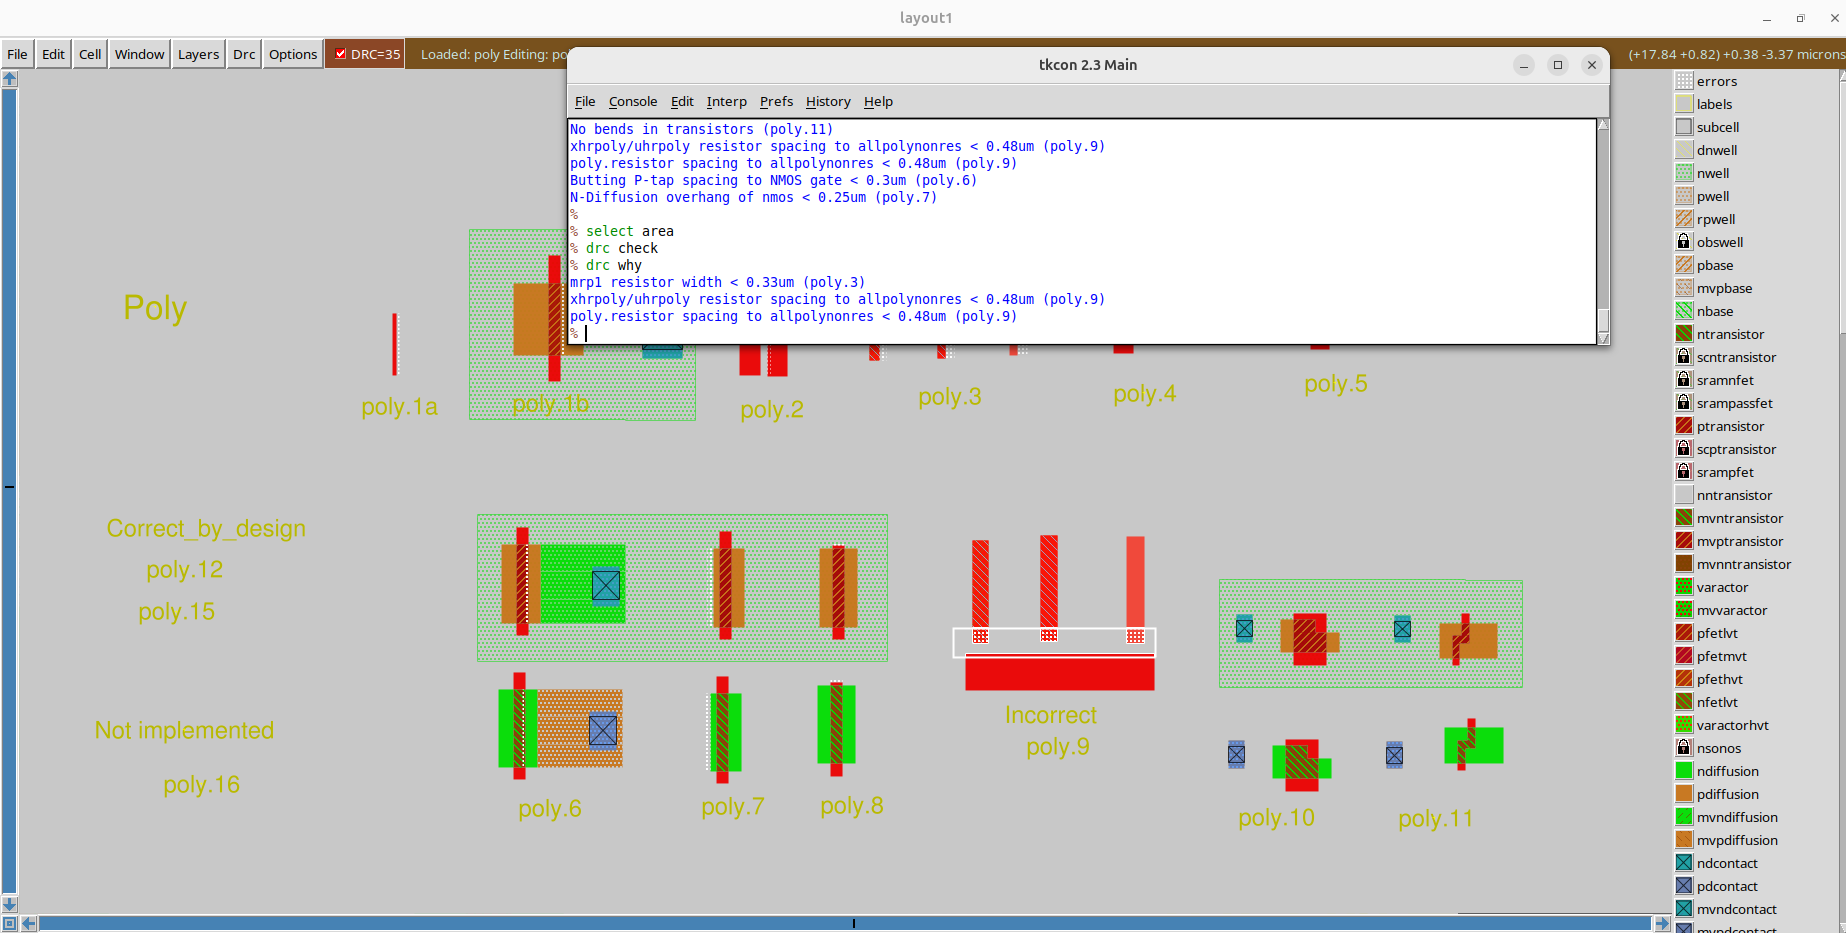 layout1
File Edit Cell Window Layers Drc Options DRC=35 Loaded: poly Editing: (+17.84 +0.82) +0.38 -3.37 microns
tkcon 2.3 Main
File Console Edit Interp Prefs History Help
No bends in transistors (poly.11)
xhrpoly/uhrpoly resistor spacing to allpolynonres < 0.48um (poly.9)
poly.resistor spacing to allpolynonres < 0.48um (poly.9)
Butting P-tap spacing to NMOS gate < 0.3um (poly.6)
N-Diffusion overhang of nmos < 0.25um (poly.7)
%
% select area
% drc check
% drc why
mrp1 resistor width < 0.33um (poly.3)
xhrpoly/uhrpoly resistor spacing to allpolynonres < 0.48um (poly.9)
poly.resistor spacing to allpolynonres < 0.48um (poly.9)
%
Poly
poly.1a
poly.1b
poly.2
poly.3
poly.4
poly.5
Correct_by_design
poly.12
poly.15
Not implemented
poly.16
poly.6
poly.7
poly.8
Incorrect
poly.9
poly.10
poly.11
errors
labels
subcell
dnwell
nwell
pwell
rpwell
obswell
pbase
mvpbase
nbase
ntransistor
scntransistor
sramnfet
srampassfet
ptransistor
scptransistor
srampfet
nntransistor
mvntransistor
mvptransistor
mvnntransistor
varactor
mvvaractor
pfetlvt
pfetmvt
pfethvt
nfetlvt
varactorhvt
nsonos
ndiffusion
pdiffusion
mvndiffusion
mvpdiffusion
ndcontact
pdcontact
mvndcontact